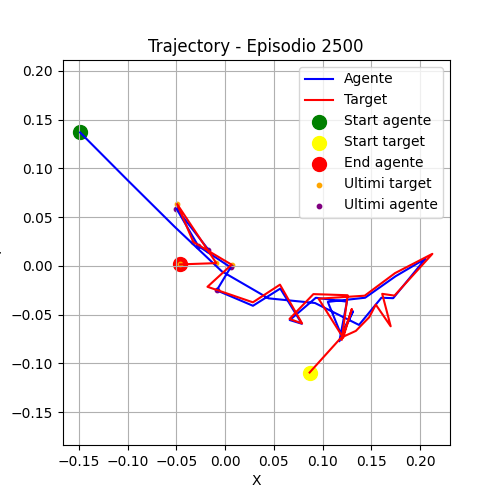 Trajectory - Episodio 2500
Agente
Target
Start agente
Start target
End agente
Ultimi target
Ultimi agente
0.20
0.15
0.10
0.05
0.00
−0.05
−0.10
−0.15
−0.15 −0.10 −0.05 0.00 0.05 0.10 0.15 0.20
X